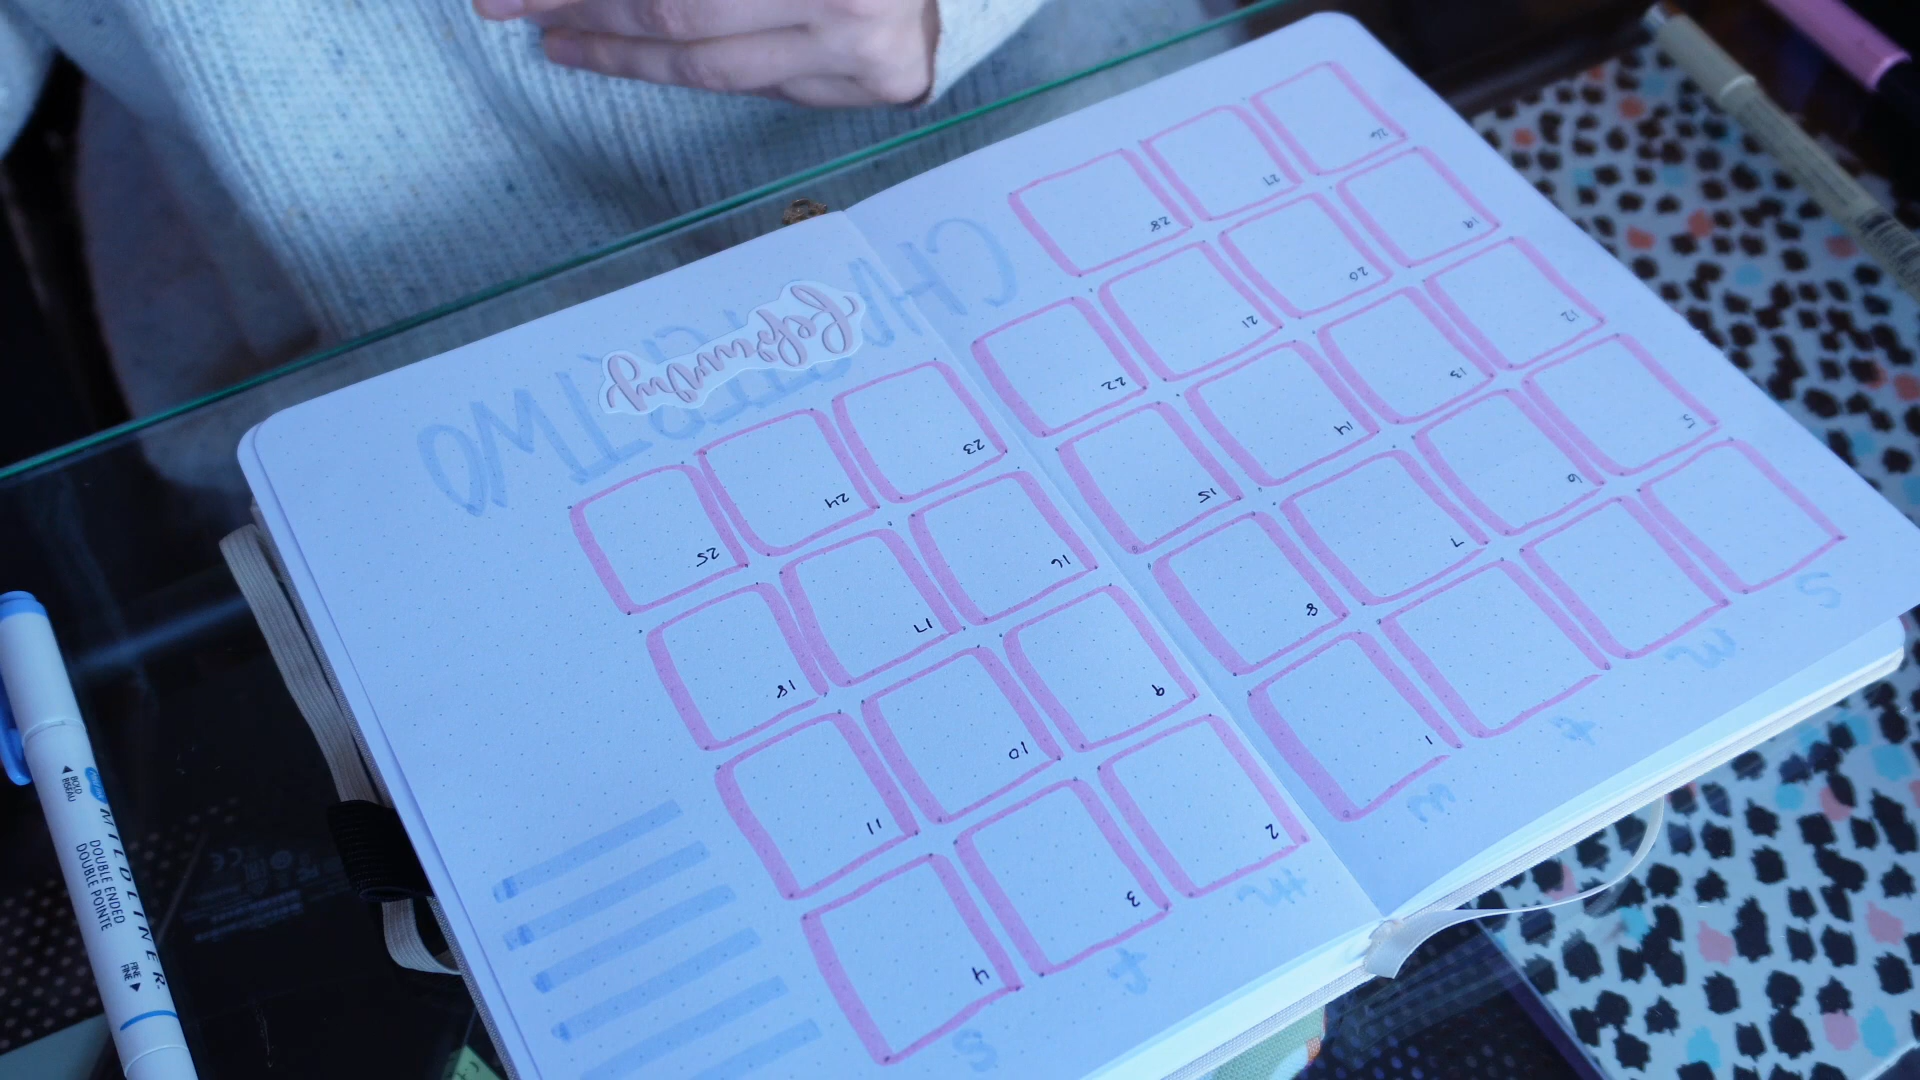 S m t w th f s
1 2 3 4
5 6 7 8 9 10 11
12 13 14 15 16 17 18
19 20 21 22 23 24 25
26 27 28
CHAPTER TWO
February
BOLD
BISEAU
MILDLINER
DOUBLE ENDED
DOUBLE POINTE
FINE
FINE